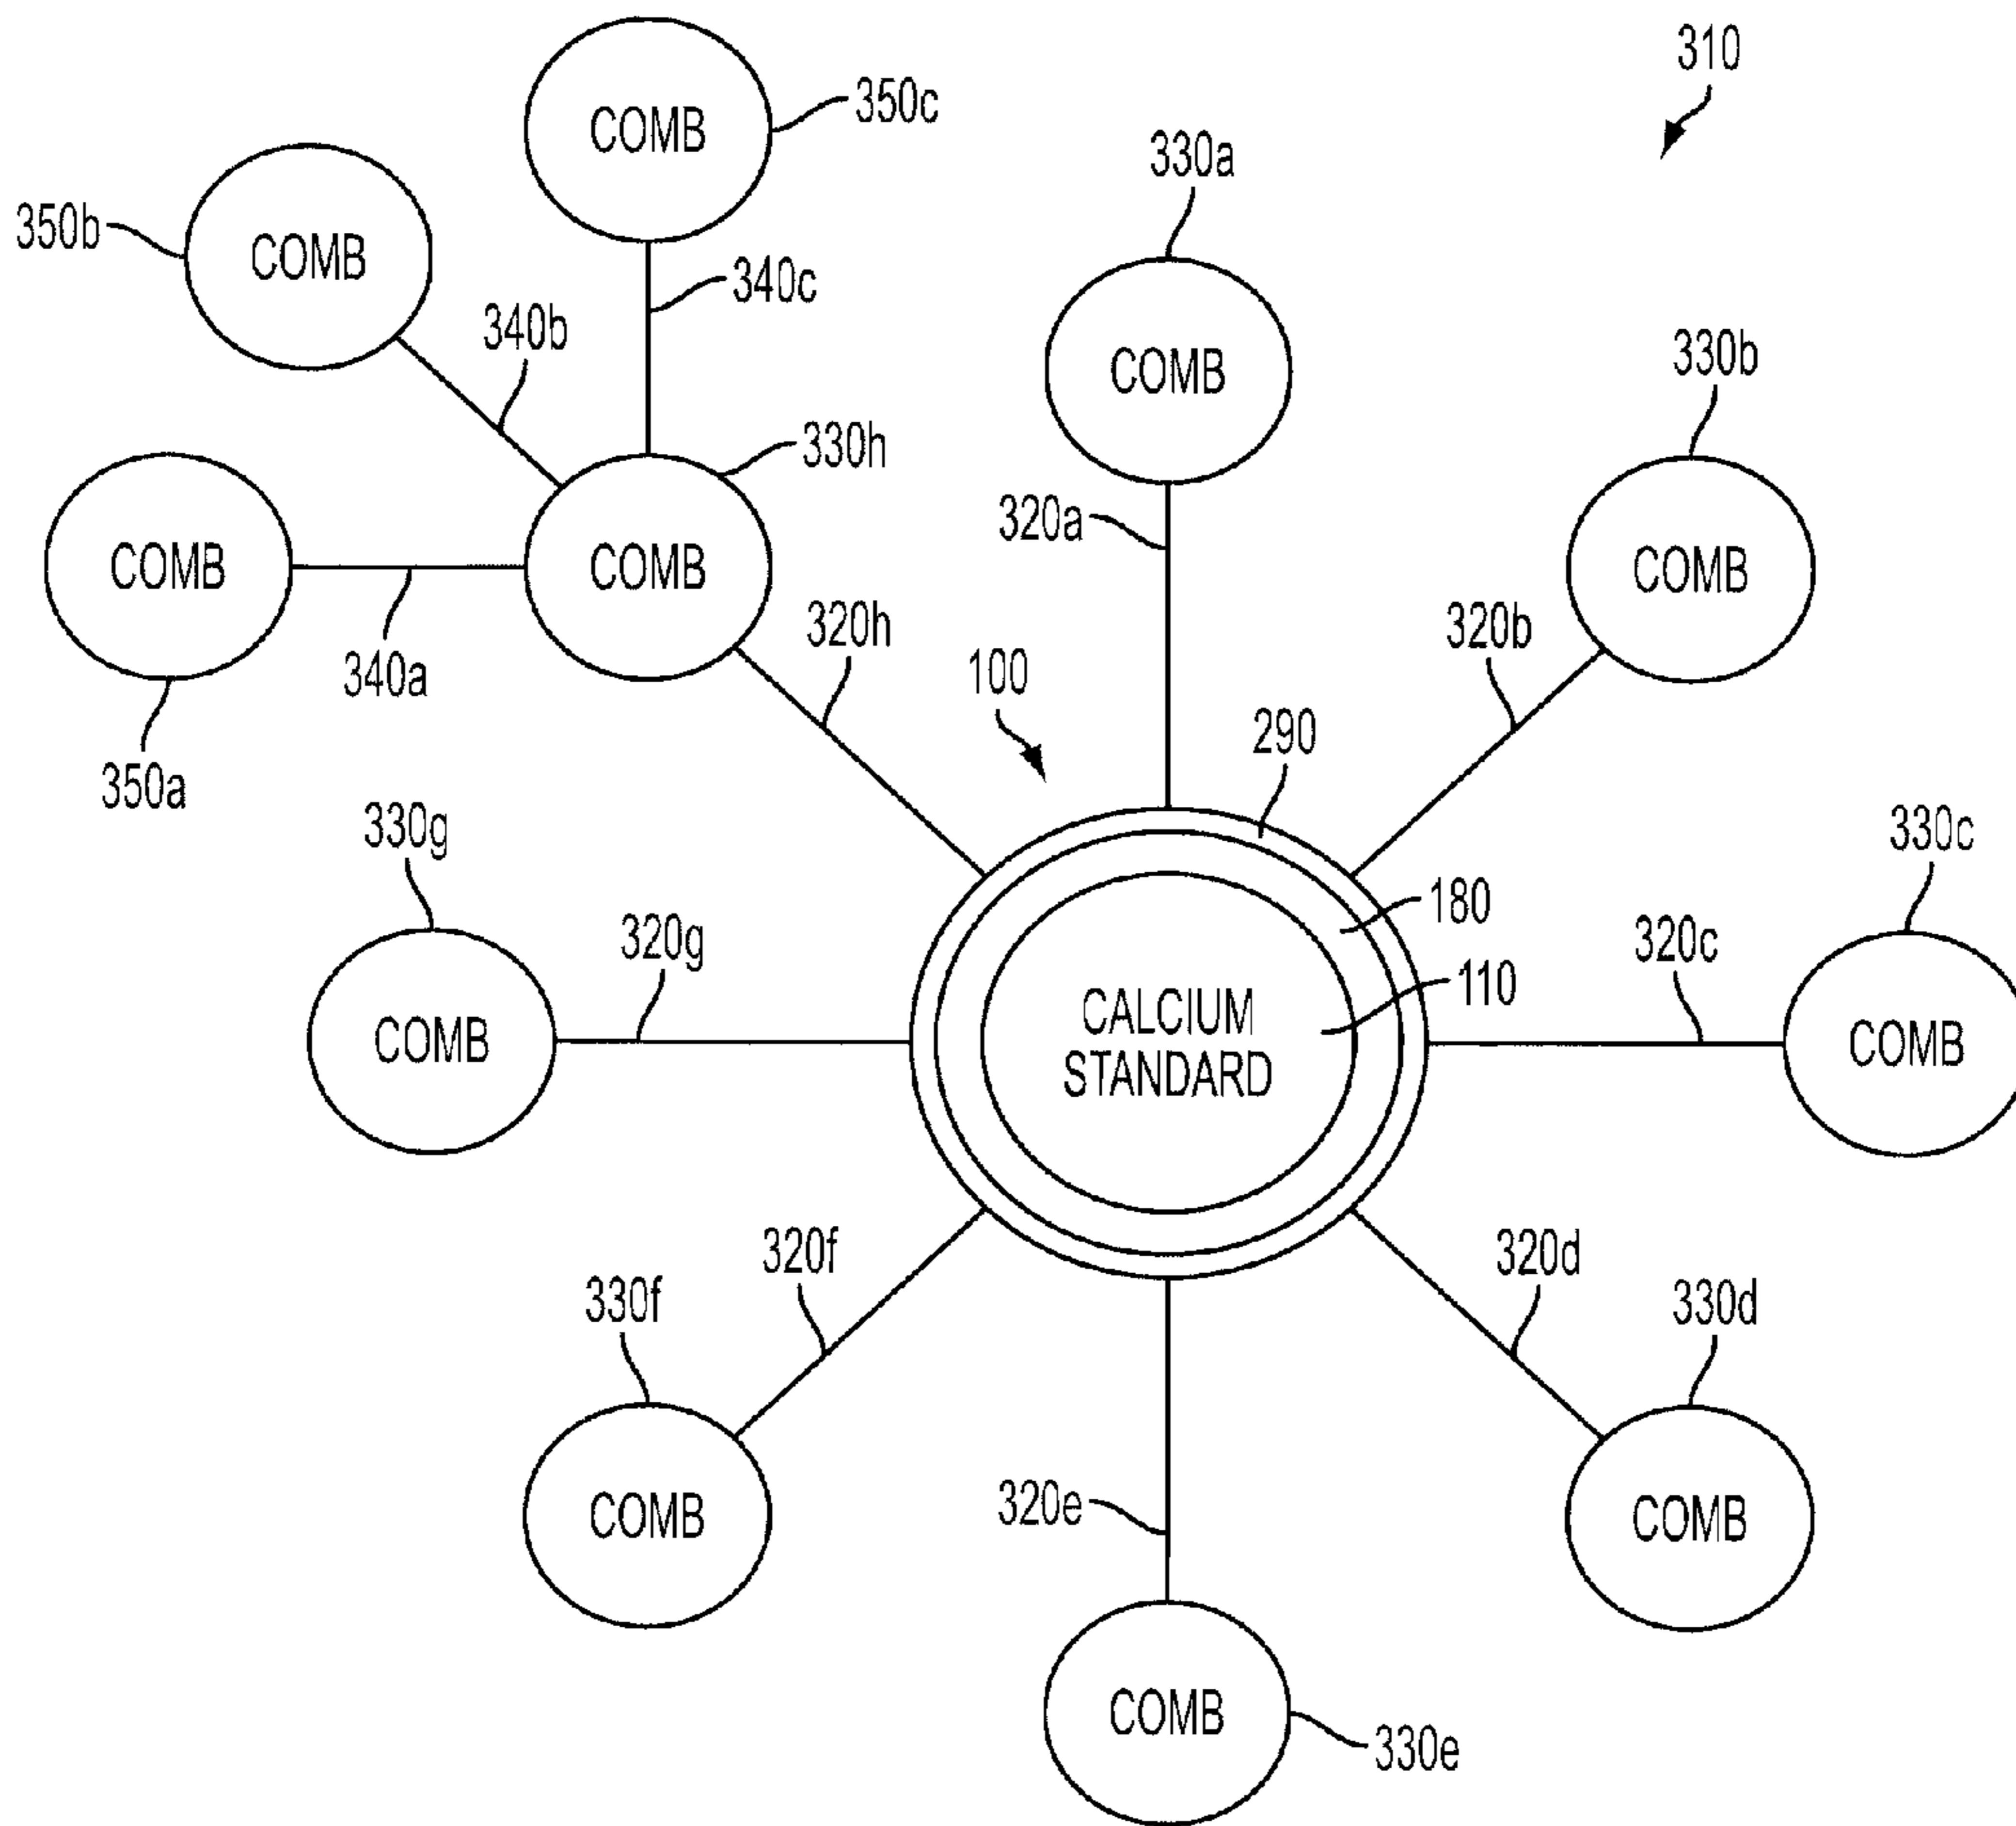 310
COMB
350c
330a
COMB
350b
COMB
340c
340b
330b
COMB
330h
320a
COMB
COMB
COMB
340a
320h
320b
100
290
350a
330g
330c
180
320g
320c
110
COMB
CALCIUM
STANDARD
COMB
320f
320d
330f
330d
COMB
320e
COMB
COMB
330e